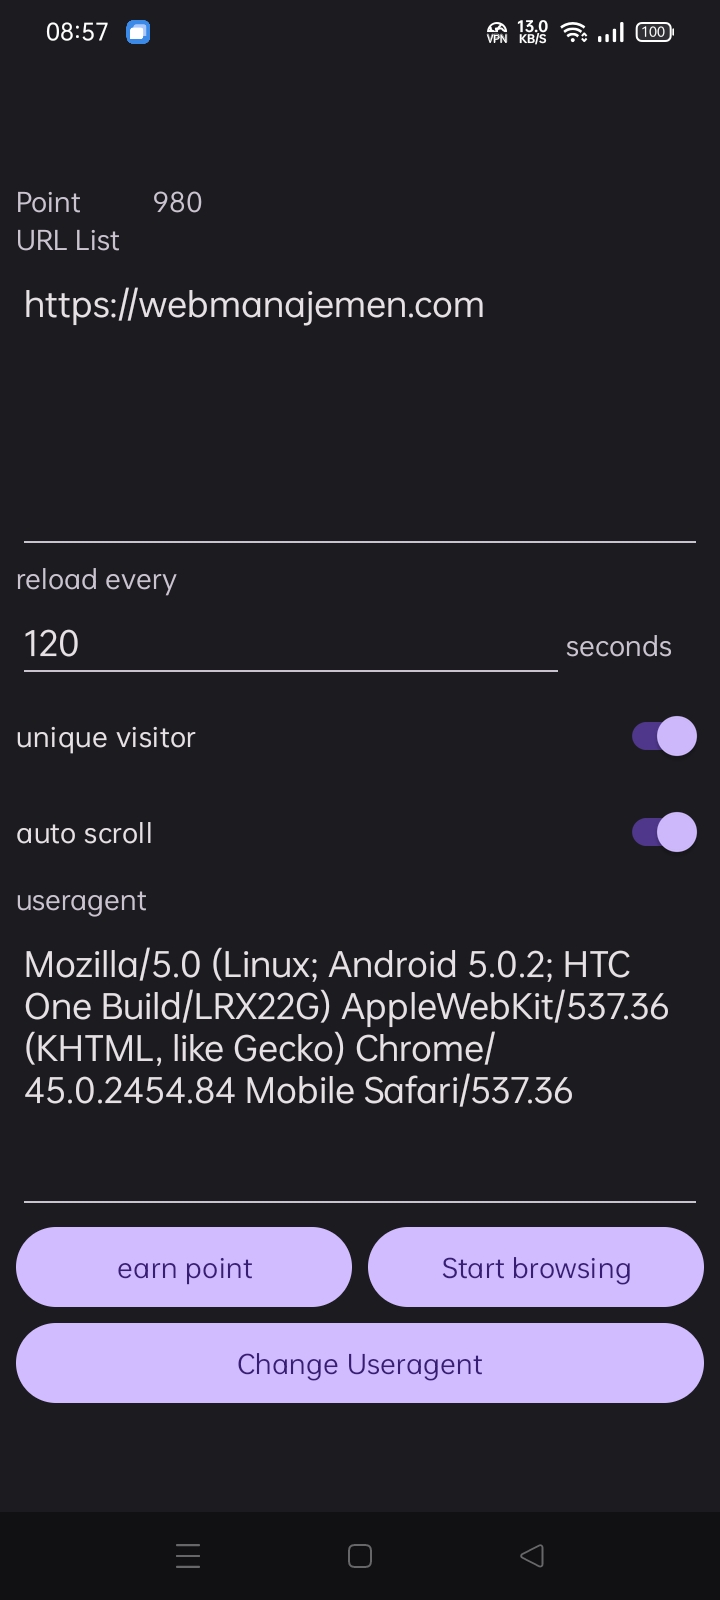 08:57
VPN
13.0
KB/S
100
Point 980
URL List
https://webmanajemen.com
reload every
120 seconds
unique visitor
auto scroll
useragent
Mozilla/5.0 (Linux; Android 5.0.2; HTC
One Build/LRX22G) AppleWebKit/537.36
(KHTML, like Gecko) Chrome/
45.0.2454.84 Mobile Safari/537.36
earn point
Start browsing
Change Useragent